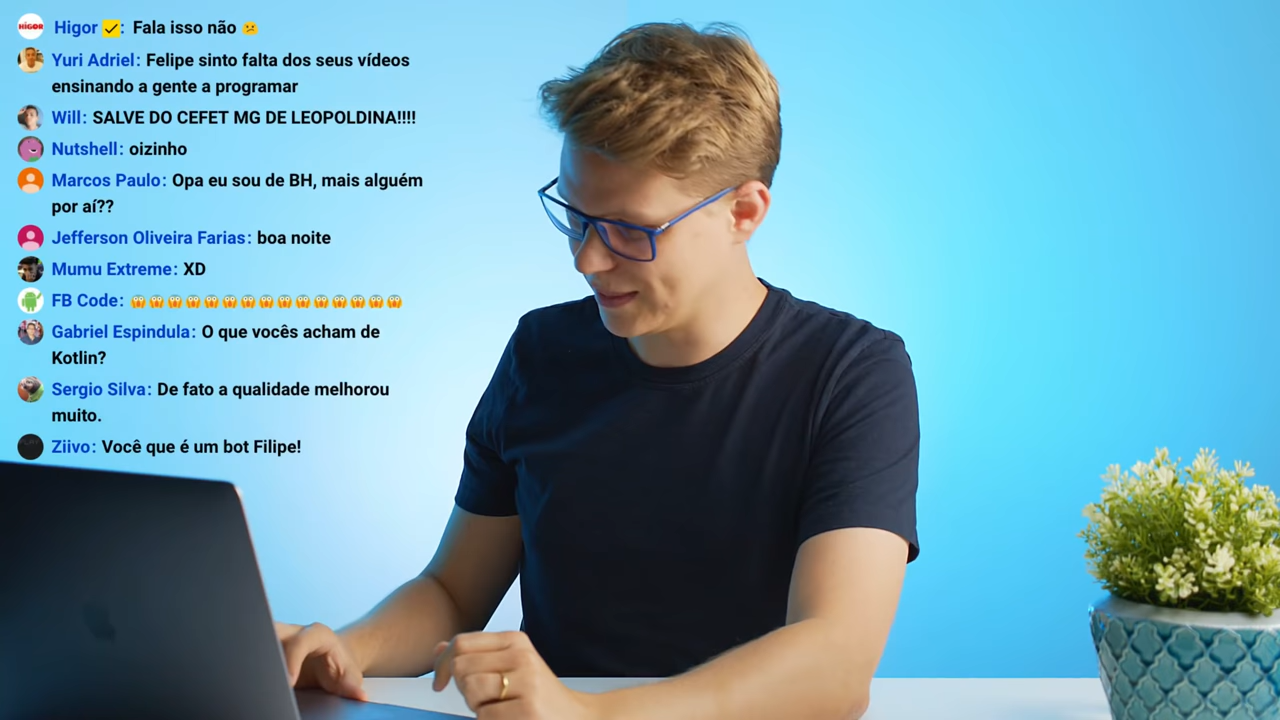 HIGOR
Higor: Fala isso não 😕
Yuri Adriel: Felipe sinto falta dos seus vídeos
ensinando a gente a programar
Will: SALVE DO CEFET MG DE LEOPOLDINA!!!!
Nutshell: oizinho
Marcos Paulo: Opa eu sou de BH, mais alguém
por aí??
Jefferson Oliveira Farias: boa noite
Mumu Extreme: XD
FB Code: 😱😱😱😱😱😱😱😱😱😱😱😱😱😱😱
Gabriel Espindula: O que vocês acham de
Kotlin?
Sergio Silva: De fato a qualidade melhorou
muito.
Ziivo: Você que é um bot Filipe!